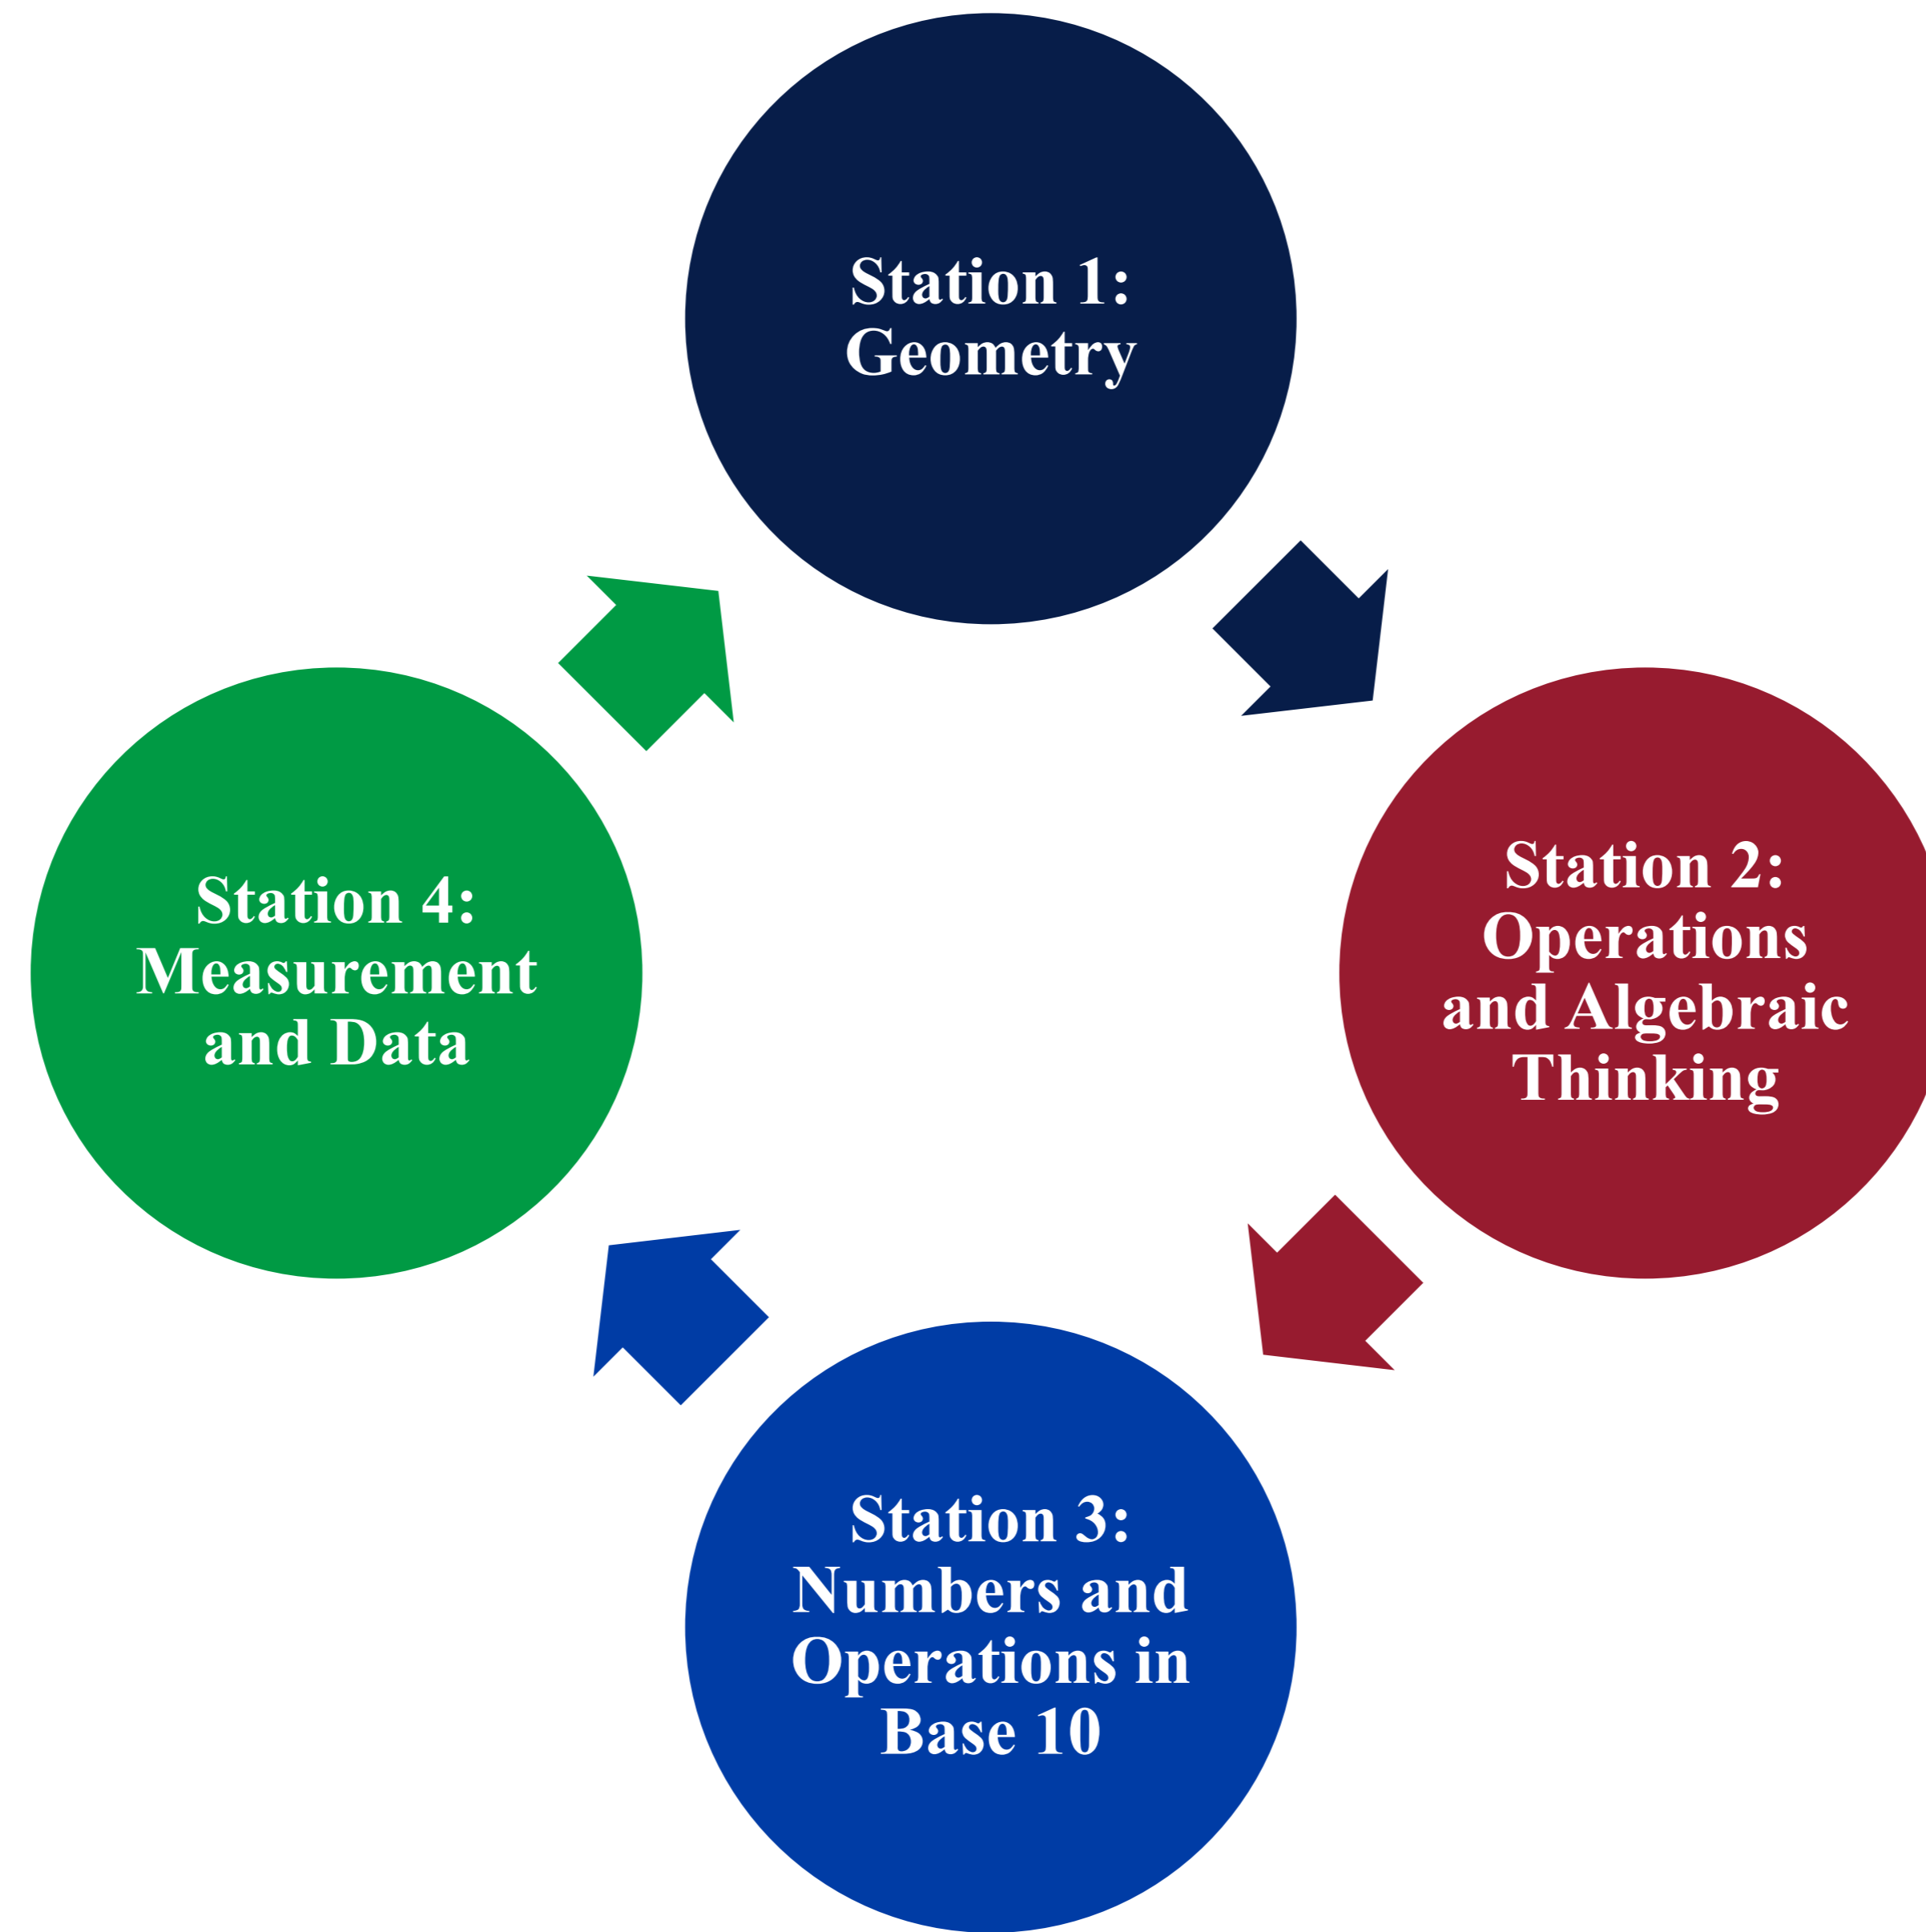 Station 1:
Geometry
Station 2:
Operations
and Algebraic
Thinking
Station 3:
Numbers and
Operations in
Base 10
Station 4:
Measurement
and Data